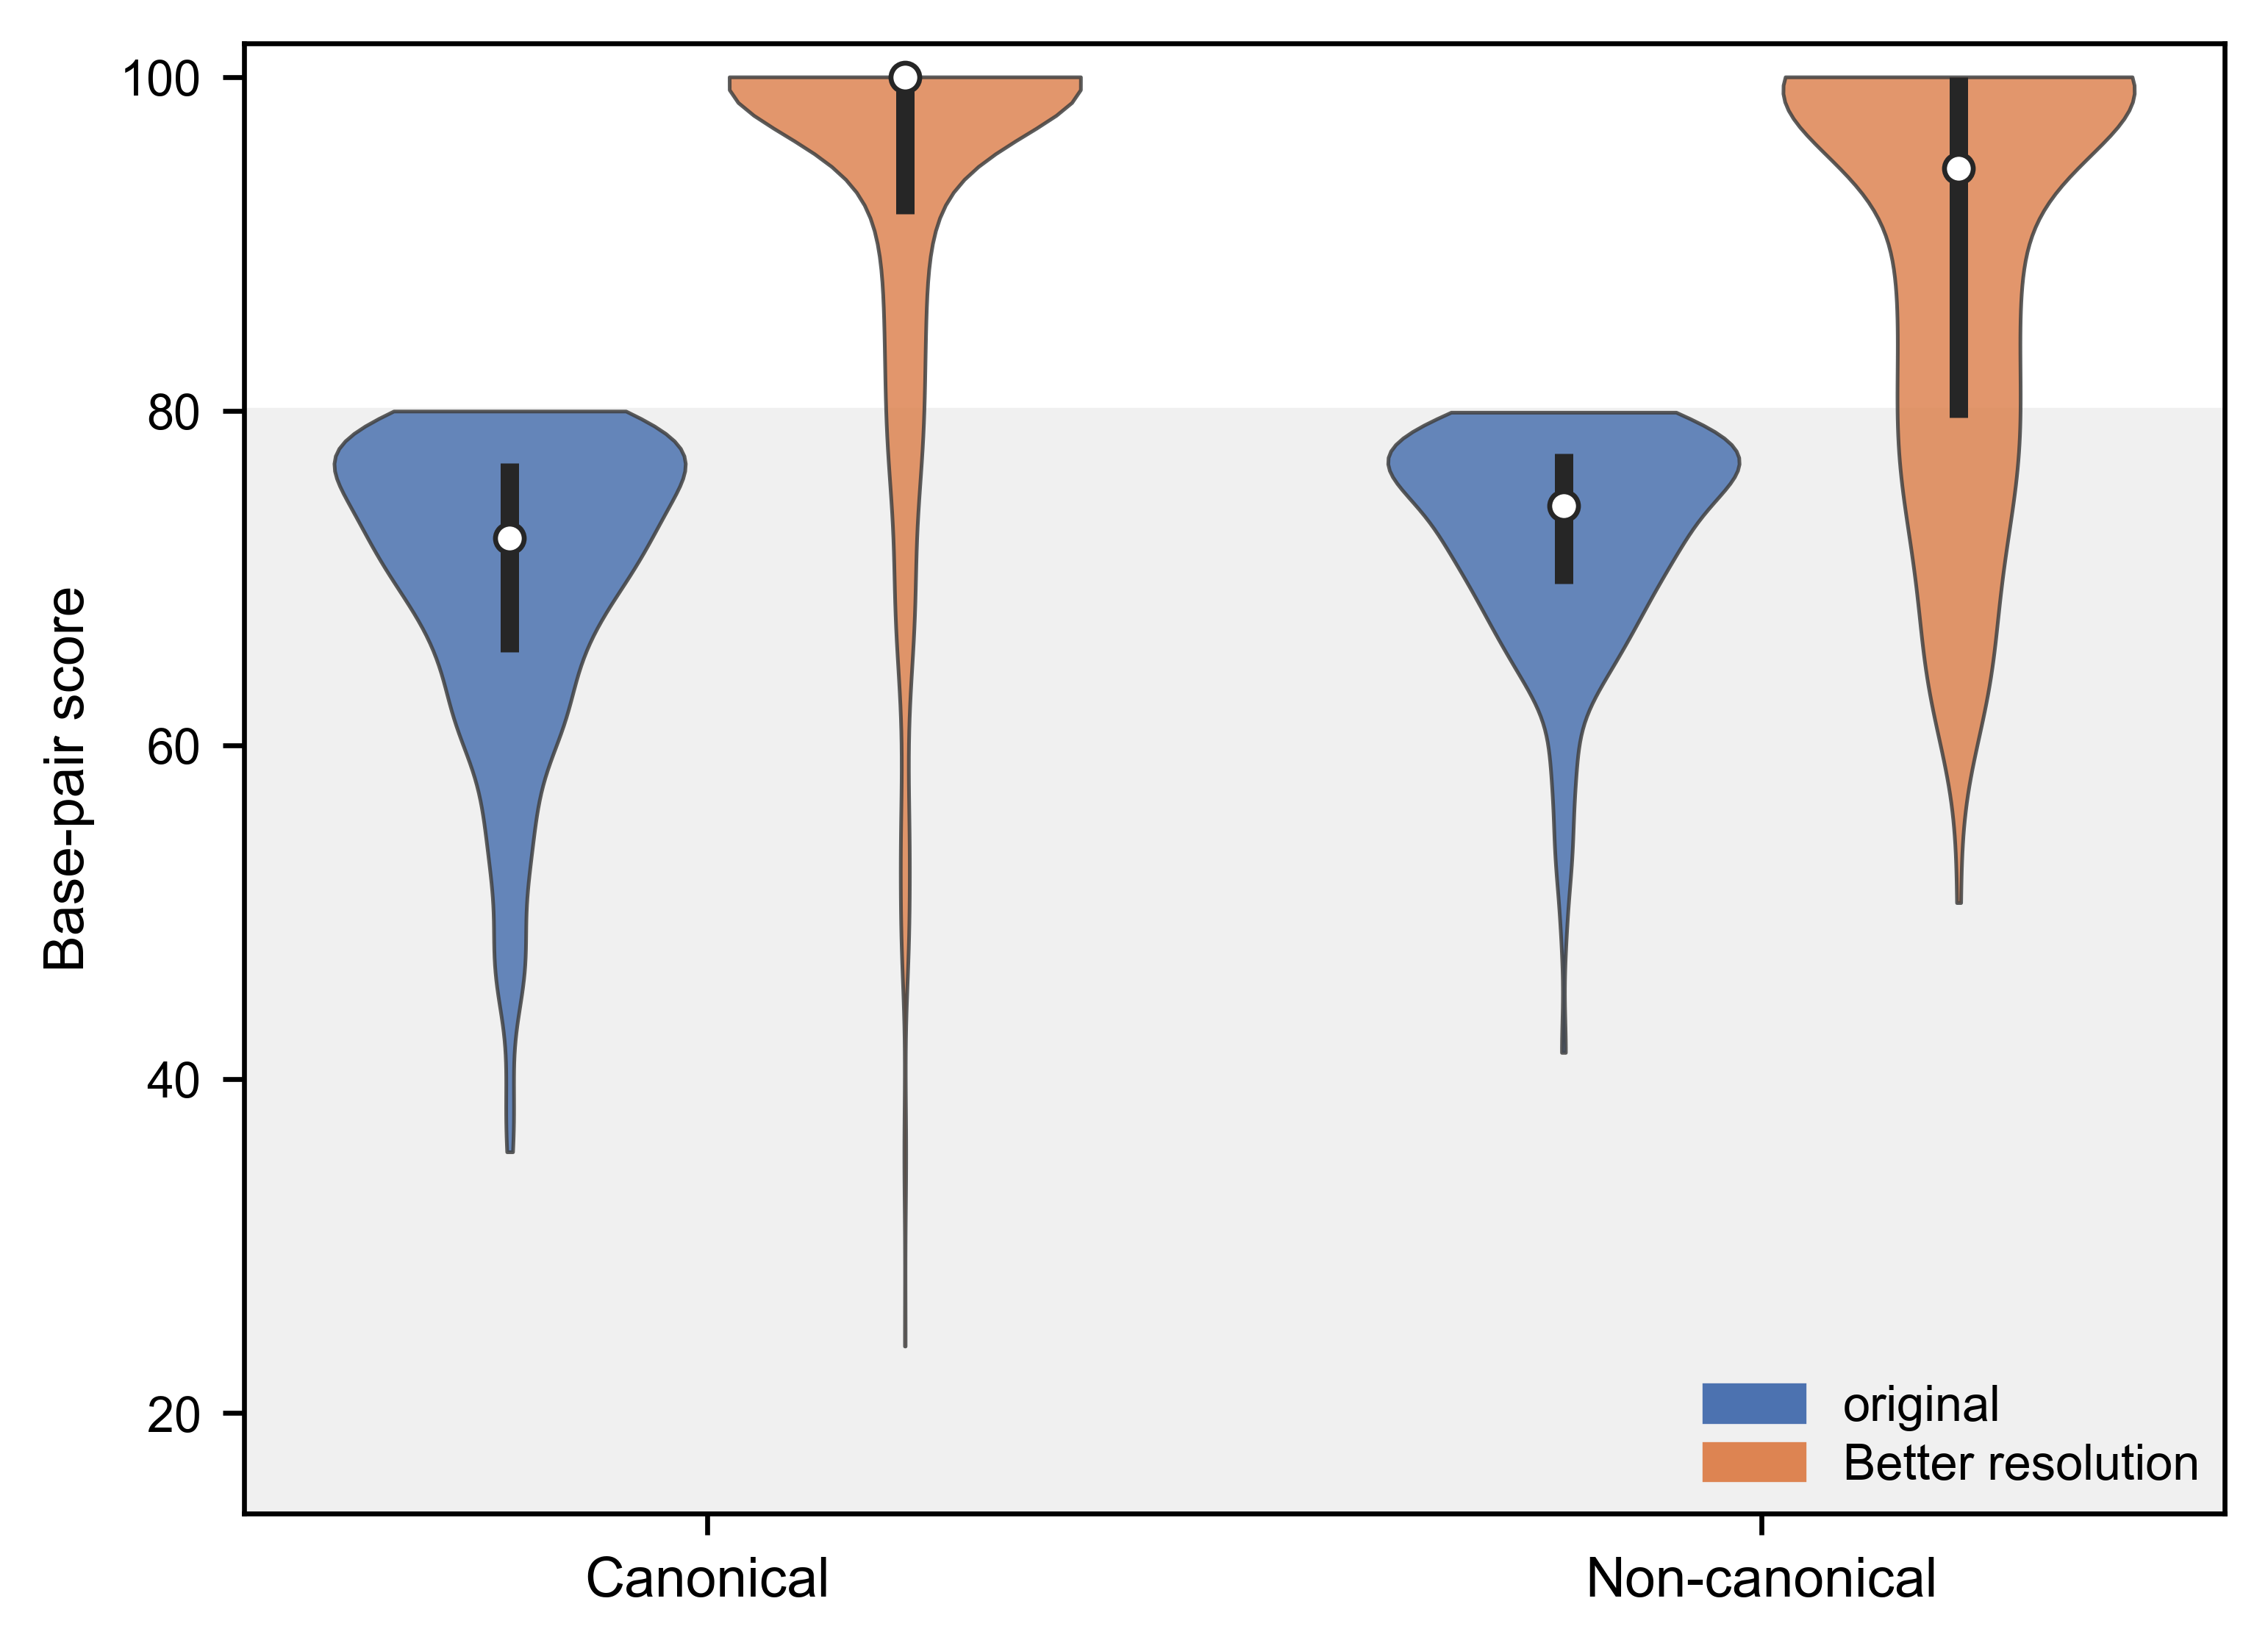 Base-pair score
100
80
60
40
20
Canonical
Non-canonical
original
Better resolution